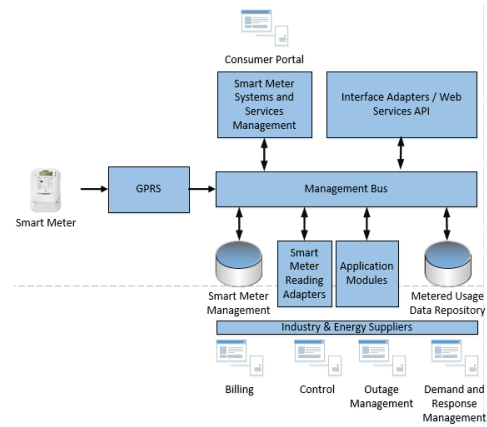 Consumer Portal
Smart Meter
Systems and
Services
Management
Interface Adapters / Web
Services API
GPRS
Management Bus
Smart Meter
Smart Meter
Management
Smart
Meter
Reading
Adapters
Application
Modules
Metered Usage
Data Repository
Industry & Energy Suppliers
Billing
Control
Outage
Management
Demand and
Response
Management